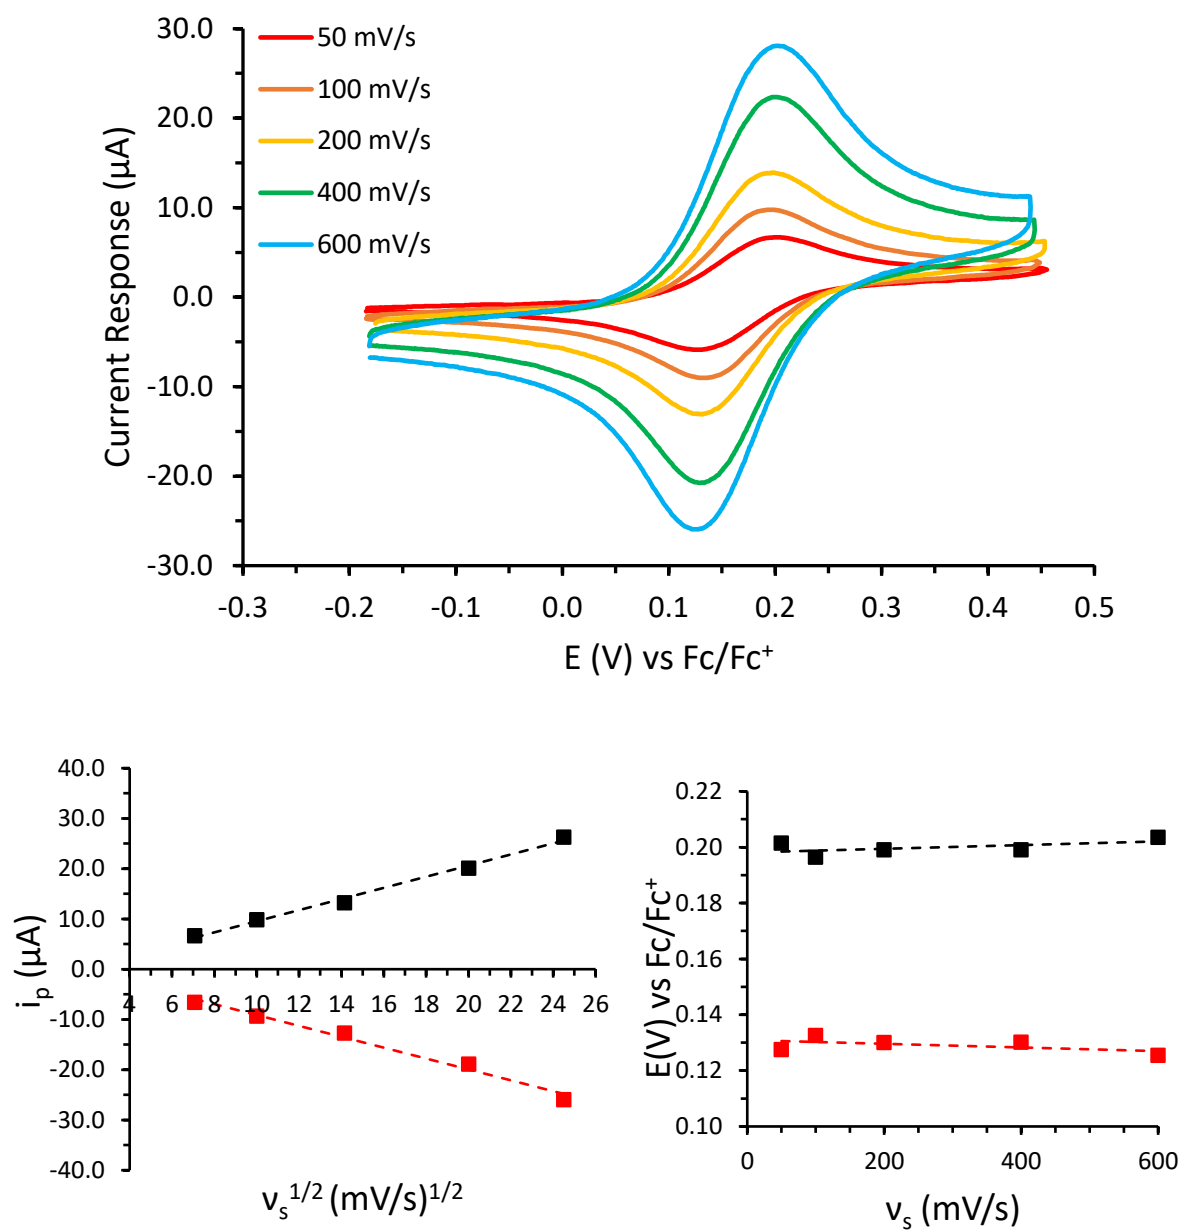 30.0
20.0
10.0
0.0
-10.0
-20.0
-30.0
Current Response (µA)
50 mV/s
100 mV/s
200 mV/s
400 mV/s
600 mV/s
-0.3 -0.2 -0.1 0.0 0.1 0.2 0.3 0.4 0.5
E (V) vs Fc/Fc⁺
40.0
30.0
20.0
10.0
0.0
-10.0
-20.0
-30.0
-40.0
i_p (µA)
4 6 8 10 12 14 16 18 20 22 24 26
ν_s^1/2 (mV/s)^1/2
0.22
0.20
0.18
0.16
0.14
0.12
0.10
E(V) vs Fc/Fc⁺
0 200 400 600
ν_s (mV/s)